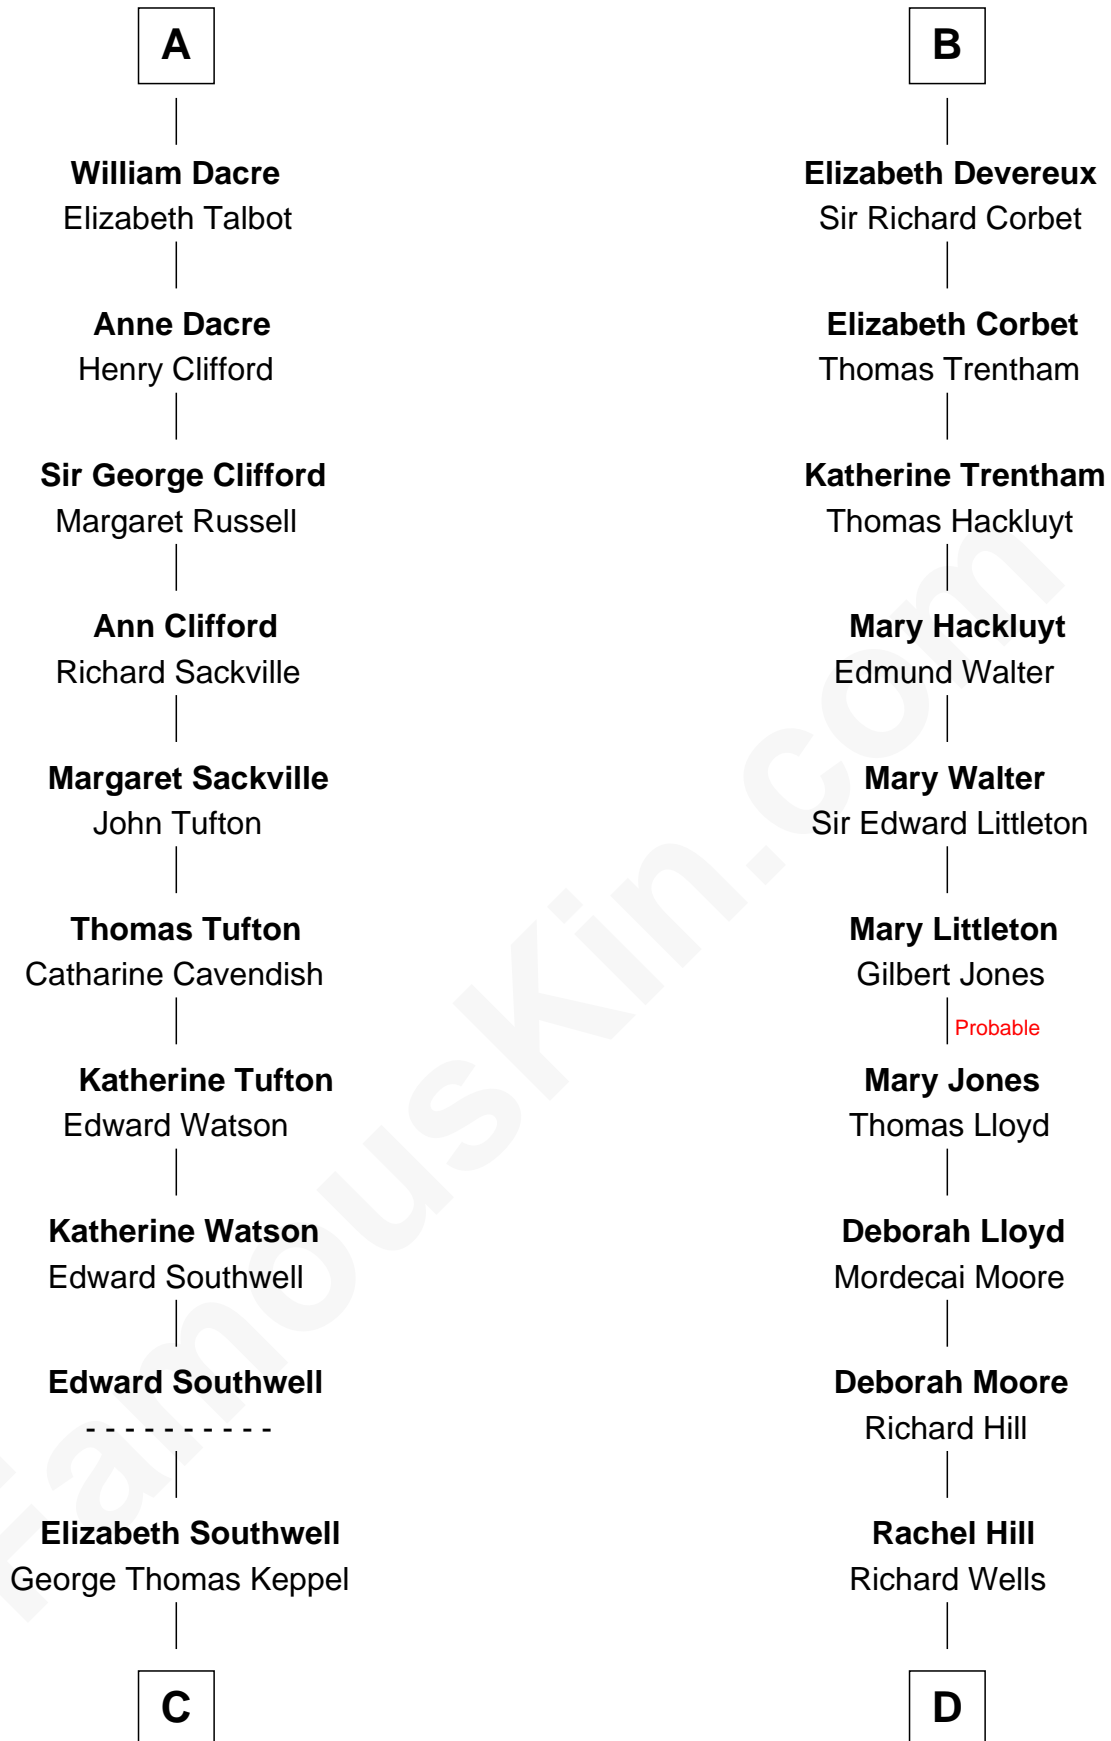 A
William Dacre
Elizabeth Talbot
Anne Dacre
Henry Clifford
Sir George Clifford
Margaret Russell
Ann Clifford
Richard Sackville
Margaret Sackville
John Tufton
Thomas Tufton
Catharine Cavendish
Katherine Tufton
Edward Watson
Katherine Watson
Edward Southwell
Edward Southwell
- - - - - - - - - -
Elizabeth Southwell
George Thomas Keppel
C
B
Elizabeth Devereux
Sir Richard Corbet
Elizabeth Corbet
Thomas Trentham
Katherine Trentham
Thomas Hackluyt
Mary Hackluyt
Edmund Walter
Mary Walter
Sir Edward Littleton
Mary Littleton
Gilbert Jones
Probable
Mary Jones
Thomas Lloyd
Deborah Lloyd
Mordecai Moore
Deborah Moore
Richard Hill
Rachel Hill
Richard Wells
D
FamousKin.com